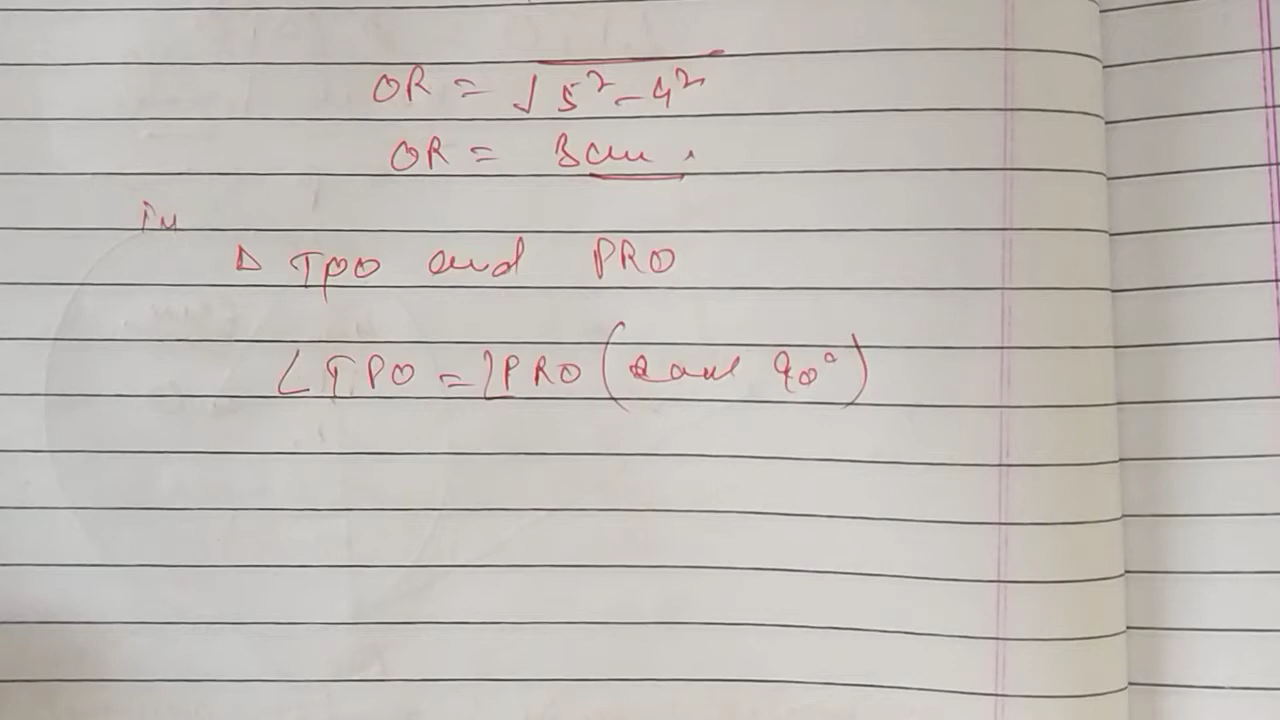 OR = √5²-4²
OR = 3cm.
In
Δ TPO and PRO
∠TPO = ∠PRO (each 90°)